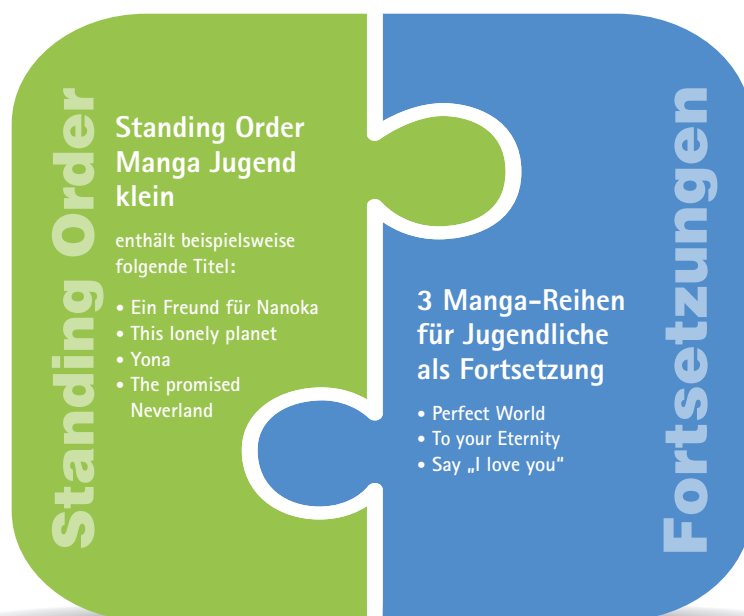 Standing Order
Standing Order
Manga Jugend
klein
enthält beispielsweise
folgende Titel:
• Ein Freund für Nanoka
• This lonely planet
• Yona
• The promised
Neverland
Fortsetzungen
3 Manga-Reihen
für Jugendliche
als Fortsetzung
• Perfect World
• To your Eternity
• Say „I love you“